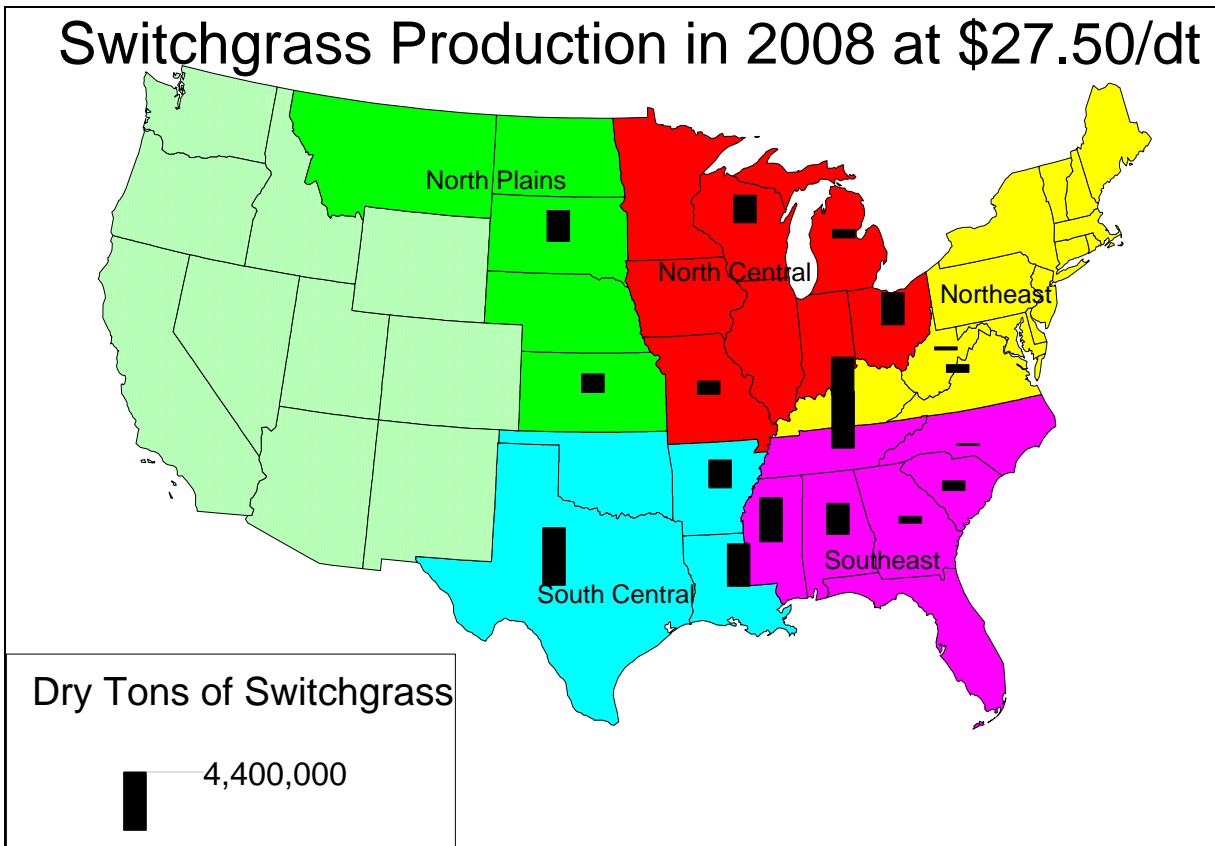 Switchgrass Production in 2008 at $27.50/dt
North Plains
North Central
Northeast
Southeast
South Central
Dry Tons of Switchgrass
4,400,000